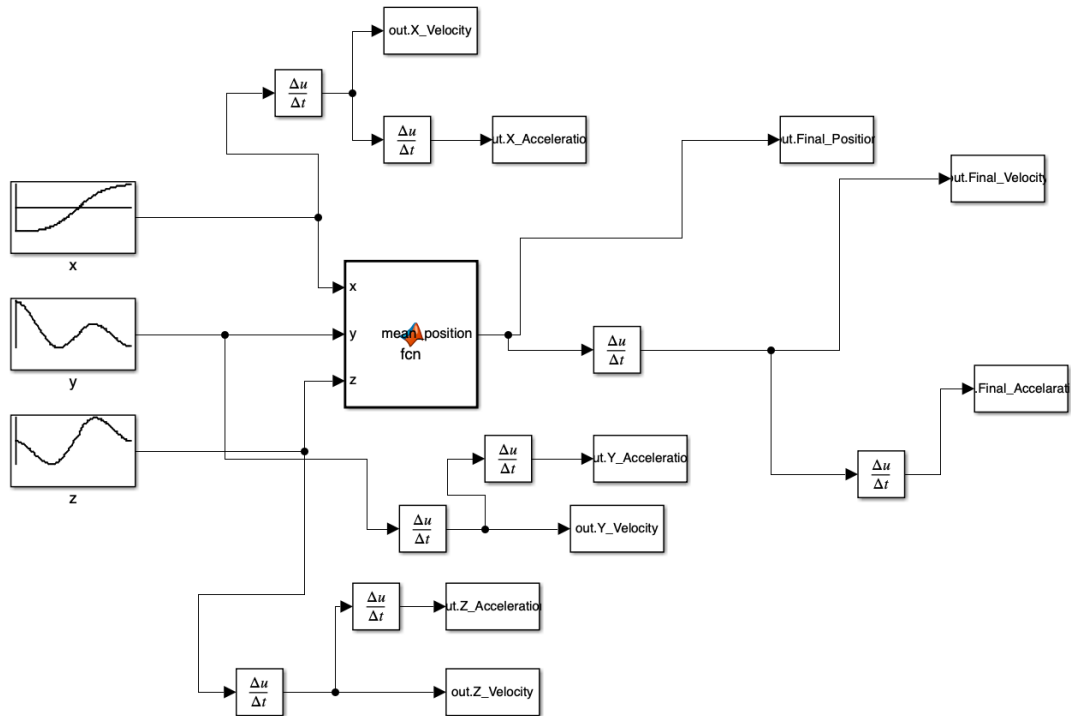 out.X_Velocity
Δu
Δt
Δu
Δt
ut.X_Acceleratio
ut.Final_Position
ut.Final_Velocity
x
x
y
mean_position
fcn
y
z
Δu
Δt
.Final_Accelarat
z
Δu
Δt
ut.Y_Acceleratio
Δu
Δt
Δu
Δt
out.Y_Velocity
Δu
Δt
ut.Z_Acceleratio
Δu
Δt
out.Z_Velocity